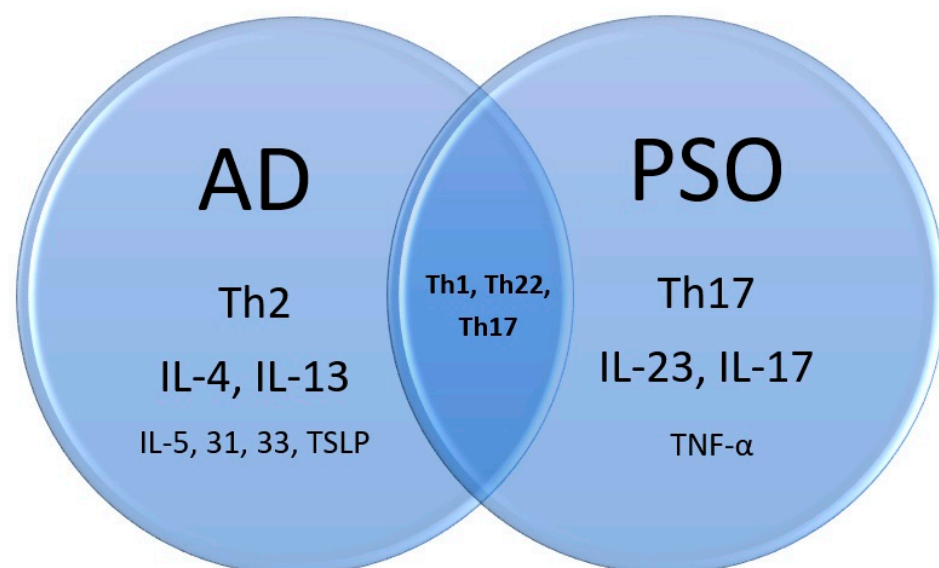 AD
Th2
IL-4, IL-13
IL-5, 31, 33, TSLP
Th1, Th22,
Th17
PSO
Th17
IL-23, IL-17
TNF-α